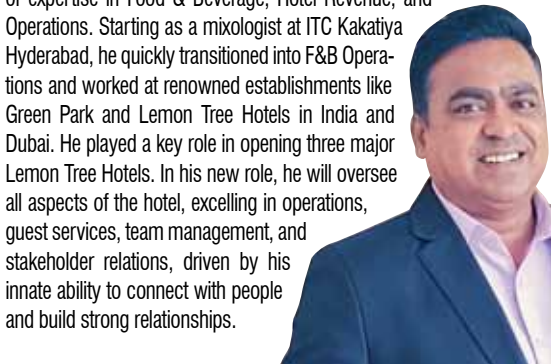 of expertise in Food & Beverage, Hotel Revenue, and
Operations. Starting as a mixologist at ITC Kakatiya
Hyderabad, he quickly transitioned into F&B Opera-
tions and worked at renowned establishments like
Green Park and Lemon Tree Hotels in India and
Dubai. He played a key role in opening three major
Lemon Tree Hotels. In his new role, he will oversee
all aspects of the hotel, excelling in operations,
guest services, team management, and
stakeholder relations, driven by his
innate ability to connect with people
and build strong relationships.